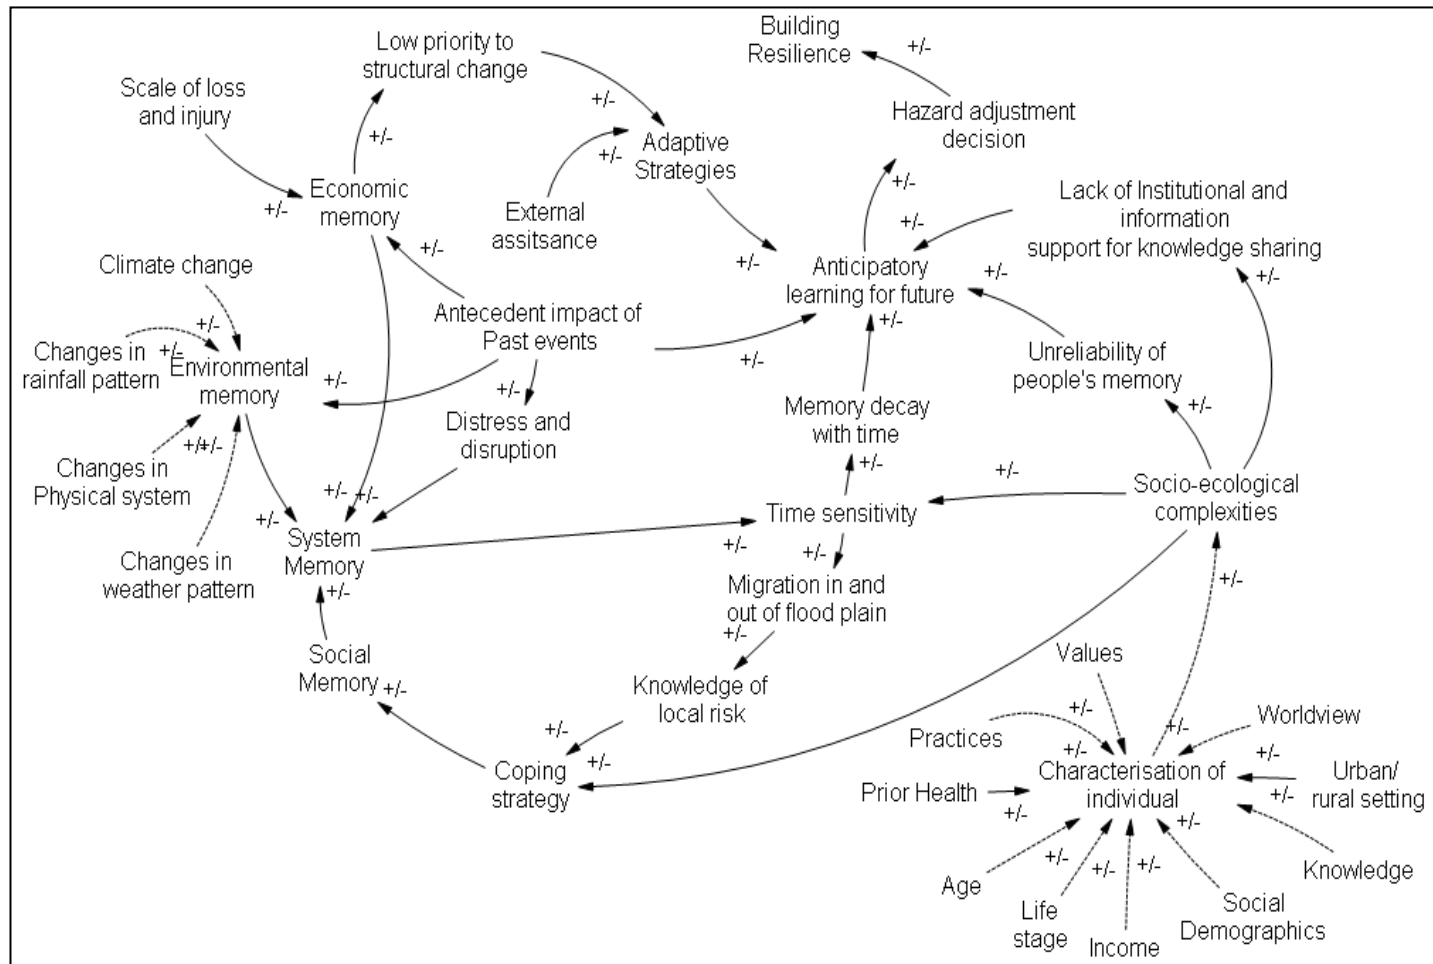 Building
Resilience
+/-
Low priority to
structural change
+/-
Scale of loss
and injury
+/-
Hazard adjustment
decision
+/-
Adaptive
Strategies
+/-
Economic
memory
+/-
External
assitsance
+/-
Lack of Institutional and
information
support for knowledge sharing
+/-
+/-
+/-
+/-
Climate change
Anticipatory
learning for future
+/-
+/-
Antecedent impact of
Past events
+/-
+/-
+/-
Changes in
rainfall pattern
+/-
Environmental
memory
+/-
+/-
Unreliability of
people's memory
+/-
Memory decay
with time
Distress and
disruption
+/+/-
Changes in
Physical system
+/-
+/-
Socio-ecological
complexities
+/- +/-
Time sensitivity
+/-
System
Memory
+/-
+/-
Changes in
weather pattern
+/-
Migration in and
out of flood plain
+/-
+/-
Social
Memory
+/-
Values
Knowledge of
local risk
+/-
Worldview
Practices
+/-
+/-
+/-
+/-
+/-
Coping
strategy
Characterisation of
individual
Urban/
rural setting
Prior Health
+/-
+/-
+/-
Age
+/-
+/-
+/-
Knowledge
Life
stage
Income
Social
Demographics